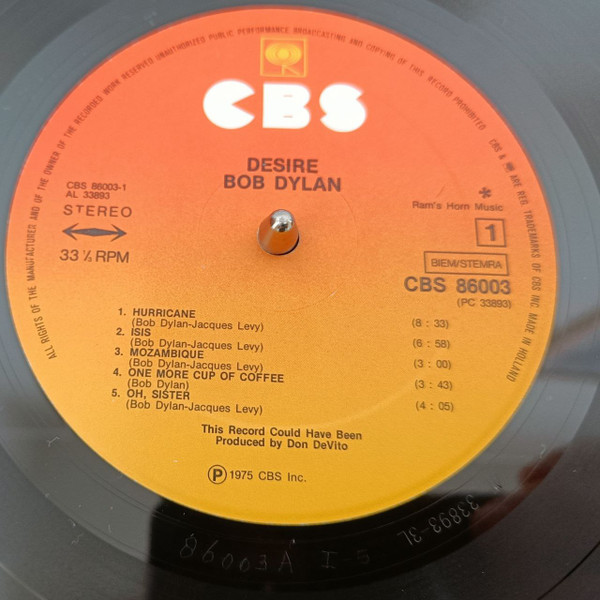 ALL RIGHTS OF THE MANUFACTURER AND OF THE OWNER OF THE RECORDED WORK RESERVED UNAUTHORIZED PUBLIC PERFORMANCE BROADCASTING AND COPYING OF THIS RECORD PROHIBITED
CBS & ARE REG. TRADEMARKS OF CBS INC. MADE IN HOLLAND
CBS
DESIRE
BOB DYLAN
CBS 86003-1
AL 33893
STEREO
33 ⅓ RPM
*
Ram's Horn Music
1
BIEM/STEMRA
CBS 86003
(PC 33893)
1. HURRICANE
(Bob Dylan-Jacques Levy) (8 : 33)
2. ISIS
(Bob Dylan-Jacques Levy) (6 : 58)
3. MOZAMBIQUE
(Bob Dylan-Jacques Levy) (3 : 00)
4. ONE MORE CUP OF COFFEE
(Bob Dylan) (3 : 43)
5. OH, SISTER
(Bob Dylan-Jacques Levy) (4 : 05)
This Record Could Have Been
Produced by Don DeVito
℗ 1975 CBS Inc.
86003A I-5
33893-3L